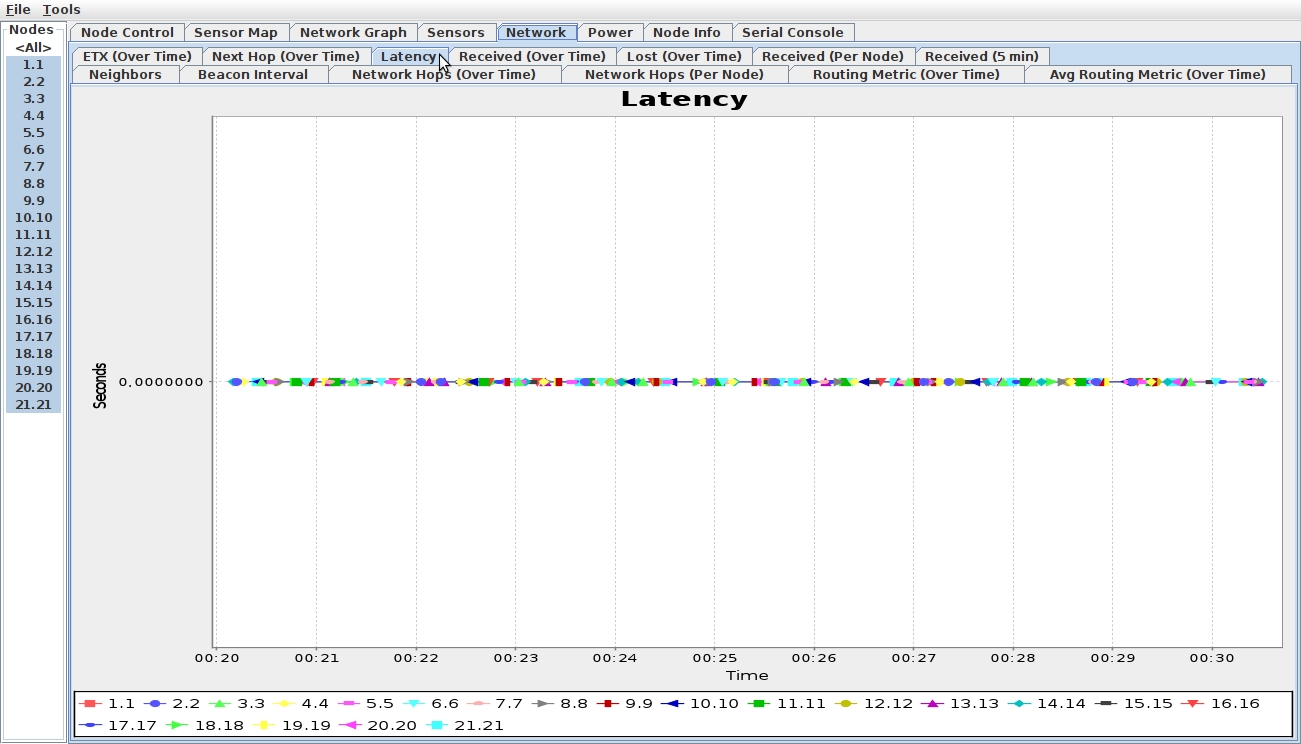 File Tools
Nodes
<All>
1.1
2.2
3.3
4.4
5.5
6.6
7.7
8.8
9.9
10.10
11.11
12.12
13.13
14.14
15.15
16.16
17.17
18.18
19.19
20.20
21.21
Node Control Sensor Map Network Graph Sensors Network Power Node Info Serial Console
ETX (Over Time) Next Hop (Over Time) Latency Received (Over Time) Lost (Over Time) Received (Per Node) Received (5 min)
Neighbors Beacon Interval Network Hops (Over Time) Network Hops (Per Node) Routing Metric (Over Time) Avg Routing Metric (Over Time)
Latency
Seconds
0.0000000
00:20 00:21 00:22 00:23 00:24 00:25 00:26 00:27 00:28 00:29 00:30
Time
1.1 2.2 3.3 4.4 5.5 6.6 7.7 8.8 9.9 10.10 11.11 12.12 13.13 14.14 15.15 16.16
17.17 18.18 19.19 20.20 21.21